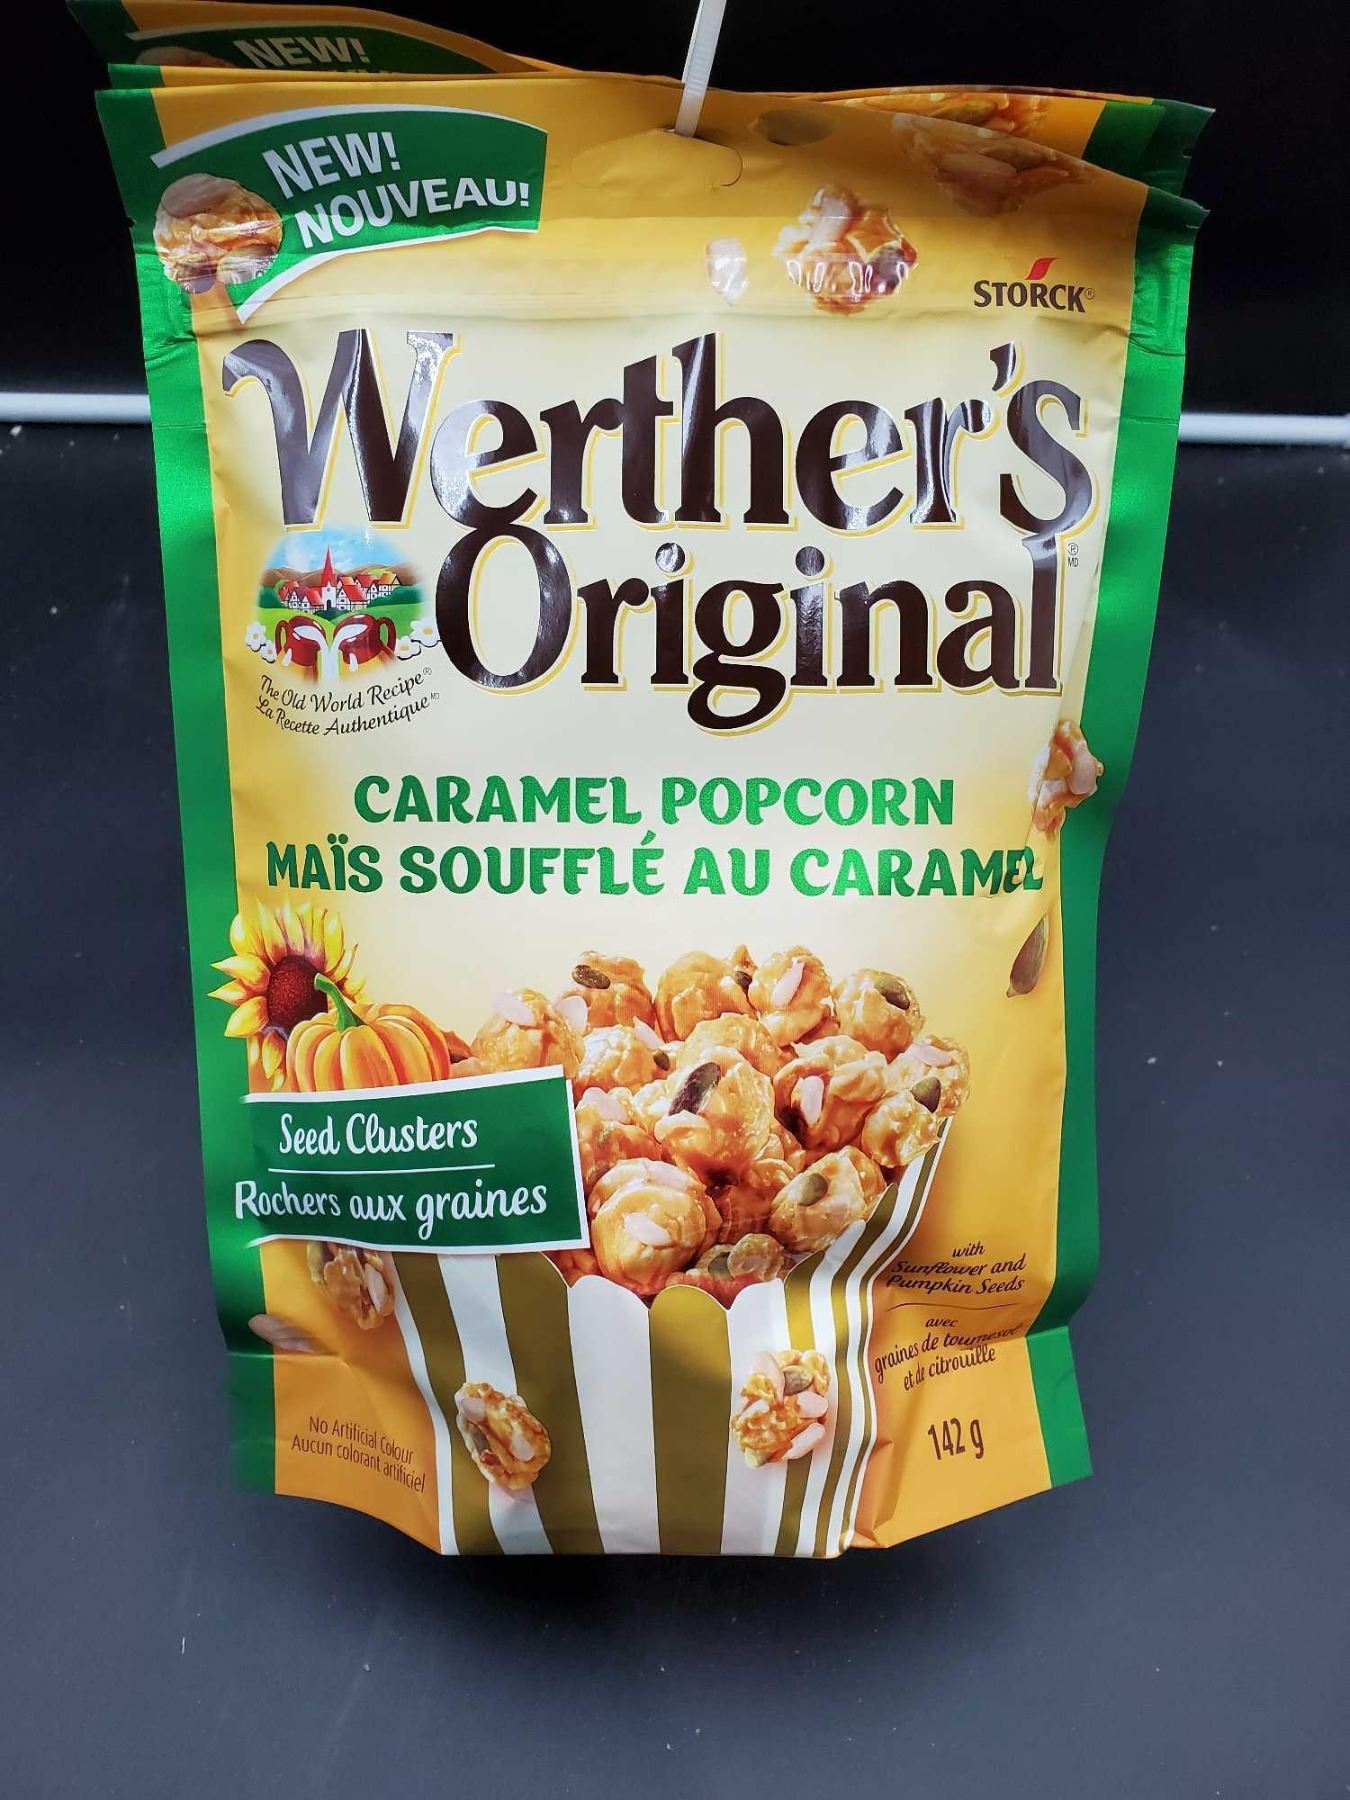 NEW!
NEW!
NOUVEAU!
STORCK®
Werther's
Original
®
MD
The Old World Recipe®
La Recette Authentique MD
CARAMEL POPCORN
MAÏS SOUFFLÉ AU CARAMEL
Seed Clusters
Rochers aux graines
with
Sunflower and
Pumpkin Seeds
avec
graines de tournesol
et de citrouille
No Artificial Colour
Aucun colorant artificiel
142 g